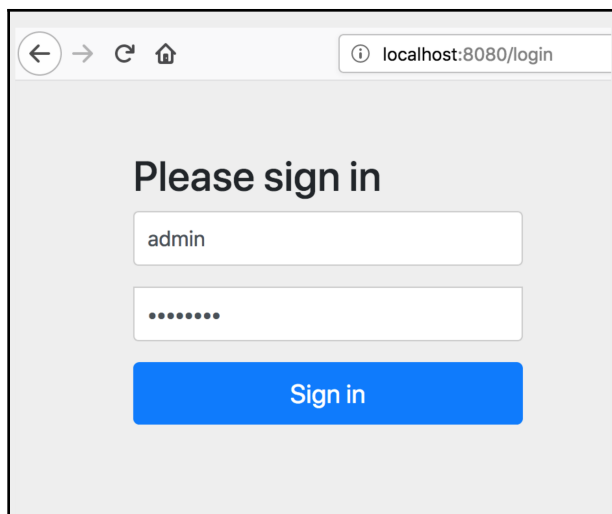 localhost:8080/login
Please sign in
admin
••••••••
Sign in